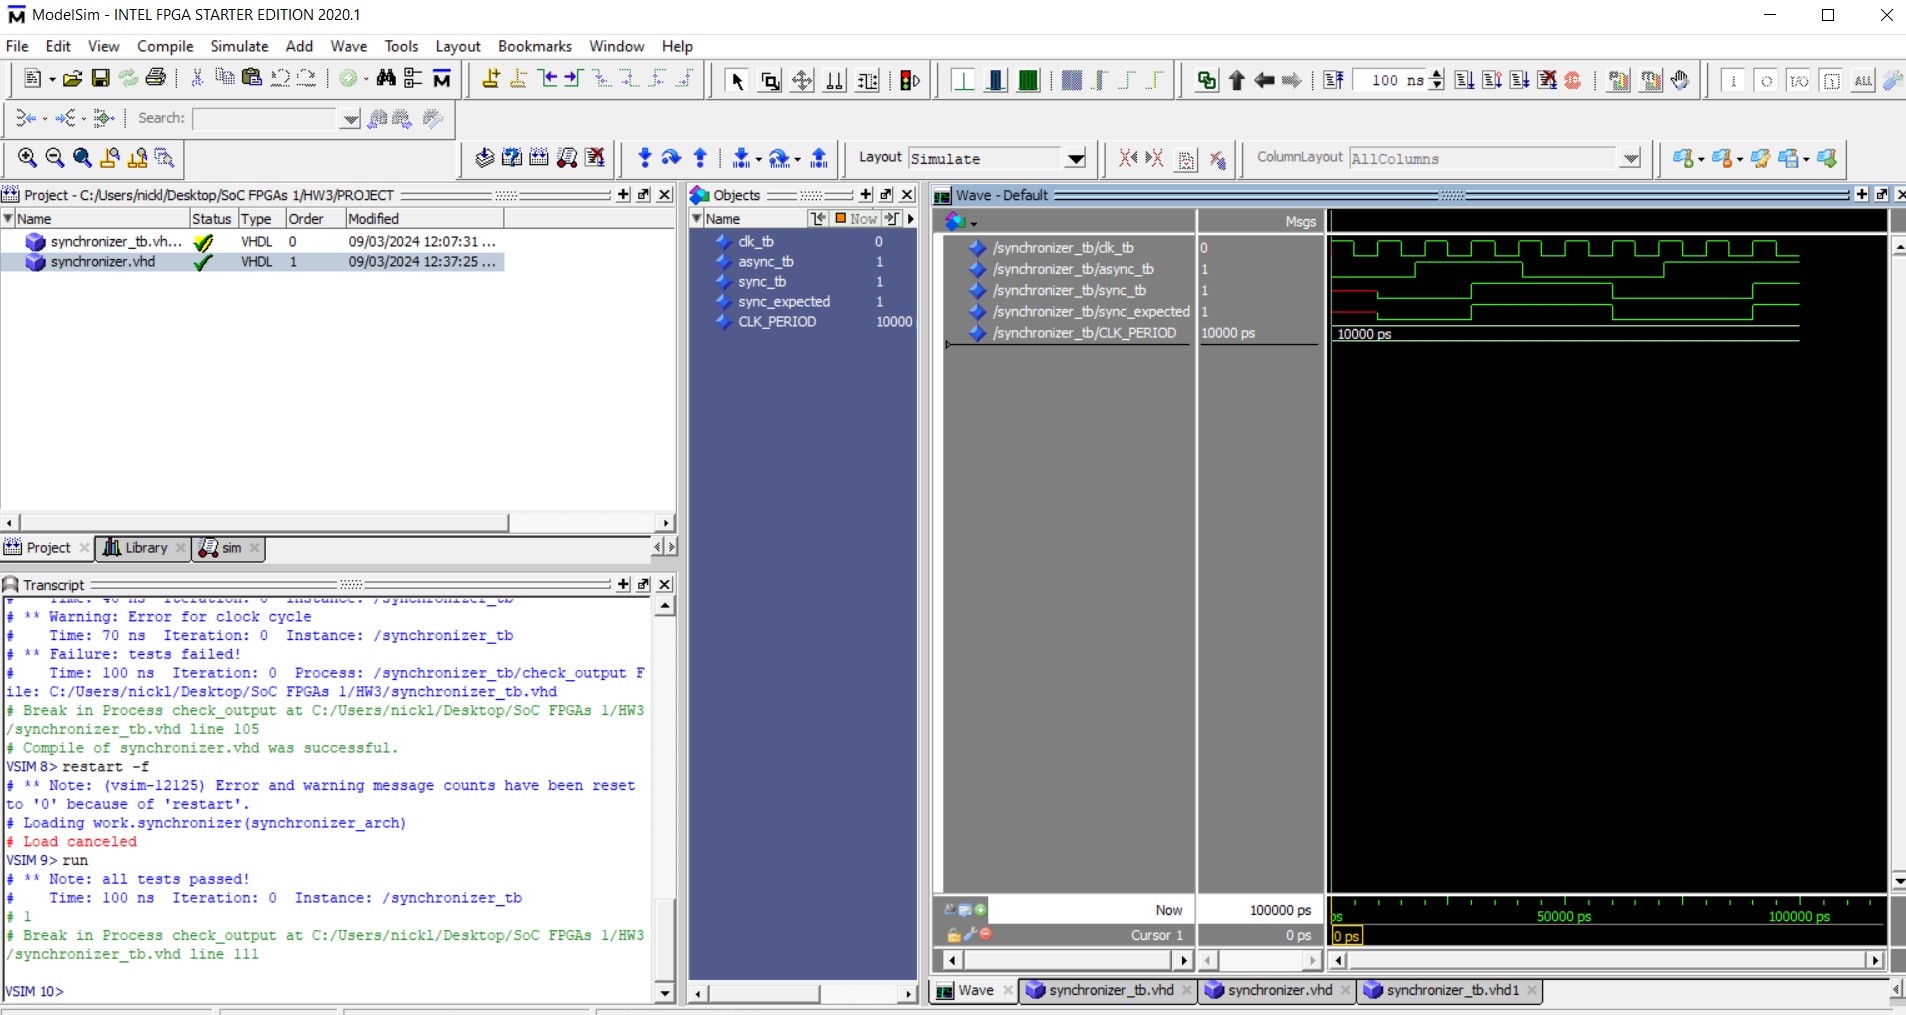 ModelSim - INTEL FPGA STARTER EDITION 2020.1
File Edit View Compile Simulate Add Wave Tools Layout Bookmarks Window Help
100 ns
ALL
Search:
Layout Simulate
ColumnLayout AllColumns
Project - C:/Users/nickl/Desktop/SoC FPGAs 1/HW3/PROJECT
Name Status Type Order Modified
synchronizer_tb.vh... VHDL 0 09/03/2024 12:07:31 ...
synchronizer.vhd VHDL 1 09/03/2024 12:37:25 ...
Project Library sim
Objects
Name Now
clk_tb 0
async_tb 1
sync_tb 1
sync_expected 1
CLK_PERIOD 10000
Wave - Default
Msgs
/synchronizer_tb/clk_tb 0
/synchronizer_tb/async_tb 1
/synchronizer_tb/sync_tb 1
/synchronizer_tb/sync_expected 1
/synchronizer_tb/CLK_PERIOD 10000 ps 10000 ps
Now 100000 ps ps 50000 ps 100000 ps
Cursor 1 0 ps 0 ps
Wave synchronizer_tb.vhd synchronizer.vhd synchronizer_tb.vhd1
Transcript
# Time: 40 ns Iteration: 0 Instance: /synchronizer_tb
# ** Warning: Error for clock cycle
# Time: 70 ns Iteration: 0 Instance: /synchronizer_tb
# ** Failure: tests failed!
# Time: 100 ns Iteration: 0 Process: /synchronizer_tb/check_output F
ile: C:/Users/nickl/Desktop/SoC FPGAs 1/HW3/synchronizer_tb.vhd
# Break in Process check_output at C:/Users/nickl/Desktop/SoC FPGAs 1/HW3
/synchronizer_tb.vhd line 105
# Compile of synchronizer.vhd was successful.
VSIM 8> restart -f
# ** Note: (vsim-12125) Error and warning message counts have been reset
to '0' because of 'restart'.
# Loading work.synchronizer(synchronizer_arch)
# Load canceled
VSIM 9> run
# ** Note: all tests passed!
# Time: 100 ns Iteration: 0 Instance: /synchronizer_tb
# 1
# Break in Process check_output at C:/Users/nickl/Desktop/SoC FPGAs 1/HW3
/synchronizer_tb.vhd line 111
VSIM 10>